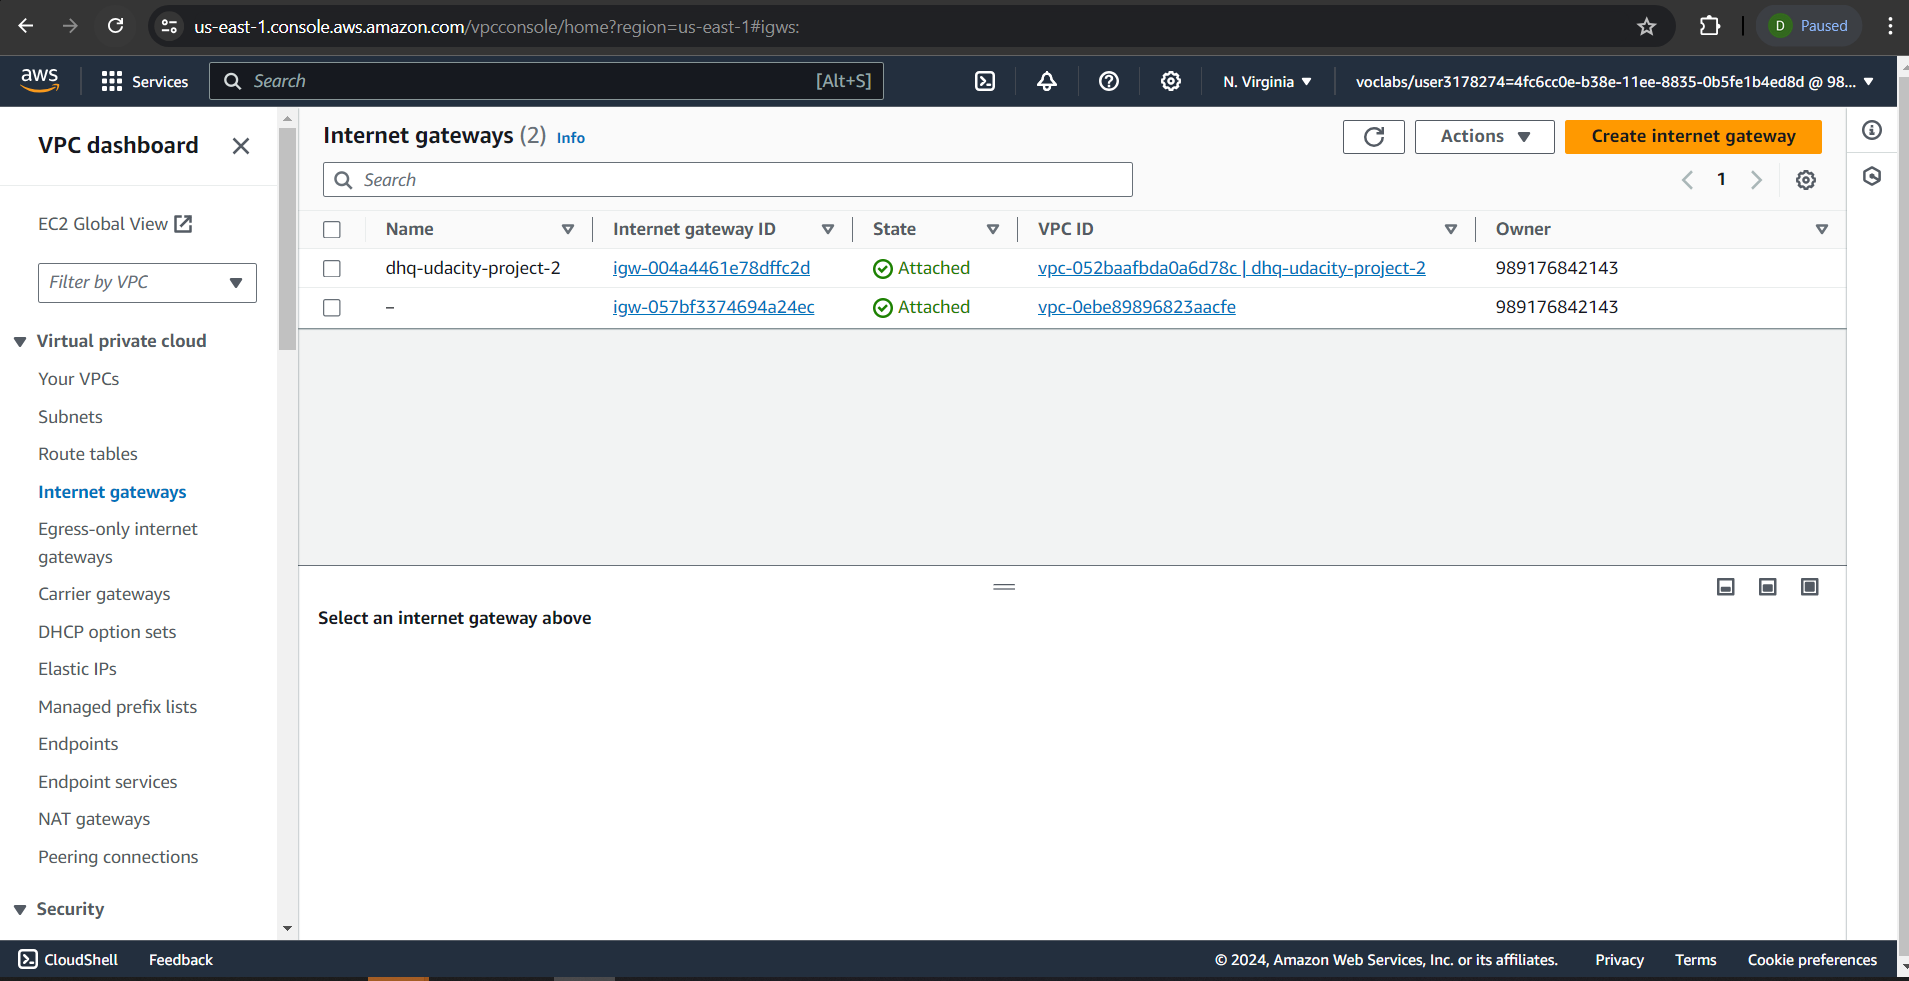 us-east-1.console.aws.amazon.com/vpcconsole/home?region=us-east-1#igws:
D Paused
aws Services Search [Alt+S] N. Virginia voclabs/user3178274=4fc6cc0e-b38e-11ee-8835-0b5fe1b4ed8d @ 98...
VPC dashboard
EC2 Global View
Filter by VPC
Virtual private cloud
Your VPCs
Subnets
Route tables
Internet gateways
Egress-only internet
gateways
Carrier gateways
DHCP option sets
Elastic IPs
Managed prefix lists
Endpoints
Endpoint services
NAT gateways
Peering connections
Security
Internet gateways (2) Info
Actions
Create internet gateway
Search
1
Name Internet gateway ID State VPC ID Owner
dhq-udacity-project-2 igw-004a4461e78dffc2d Attached vpc-052baafbda0a6d78c | dhq-udacity-project-2 989176842143
– igw-057bf3374694a24ec Attached vpc-0ebe89896823aacfe 989176842143
Select an internet gateway above
CloudShell Feedback © 2024, Amazon Web Services, Inc. or its affiliates. Privacy Terms Cookie preferences